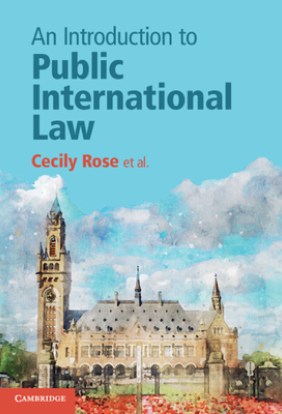 An Introduction to
Public
International
Law
Cecily Rose et al.
CAMBRIDGE